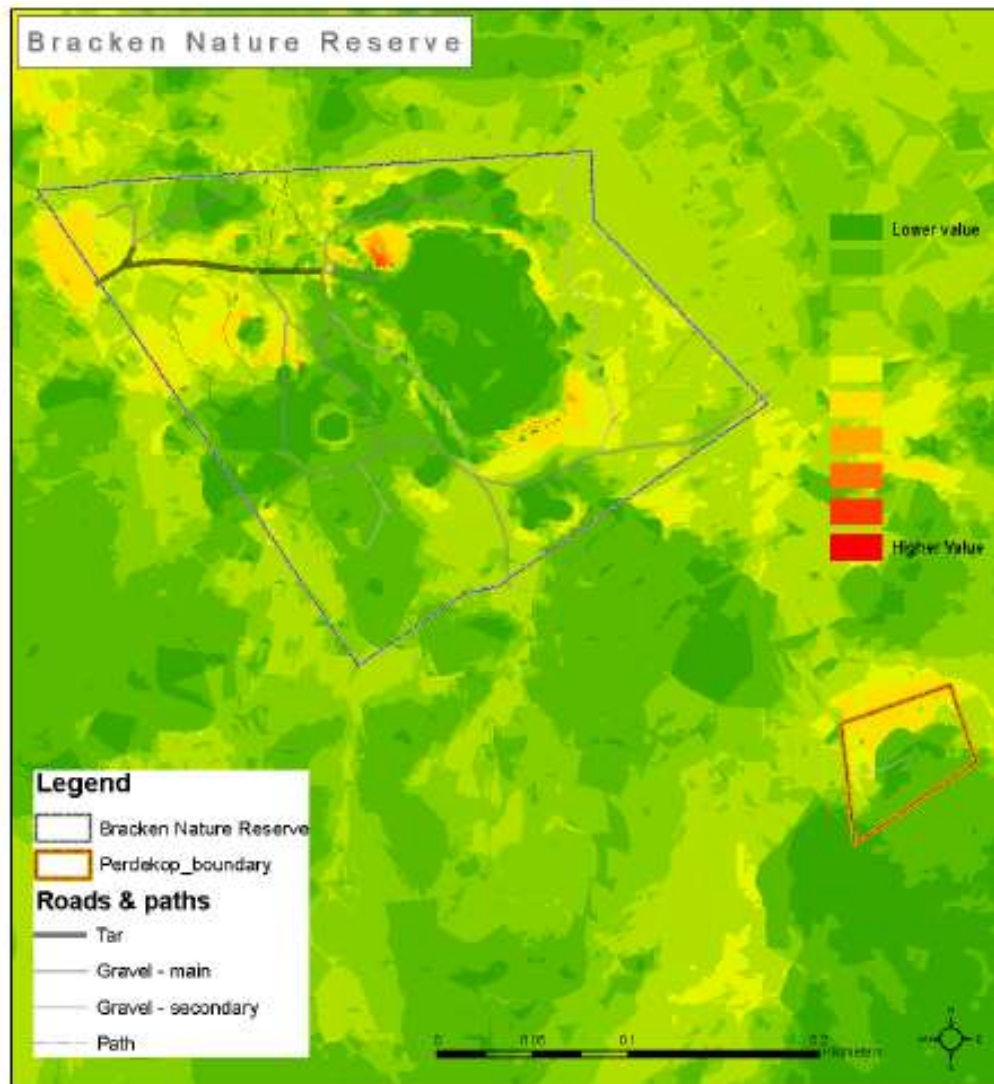 Bracken Nature Reserve
Lower value
Higher Value
Legend
Bracken Nature Reserve
Perdekop_boundary
Roads & paths
Tar
Gravel - main
Gravel - secondary
Path
0 0.05 0.1 0.2
Kilometers
N
W E
S